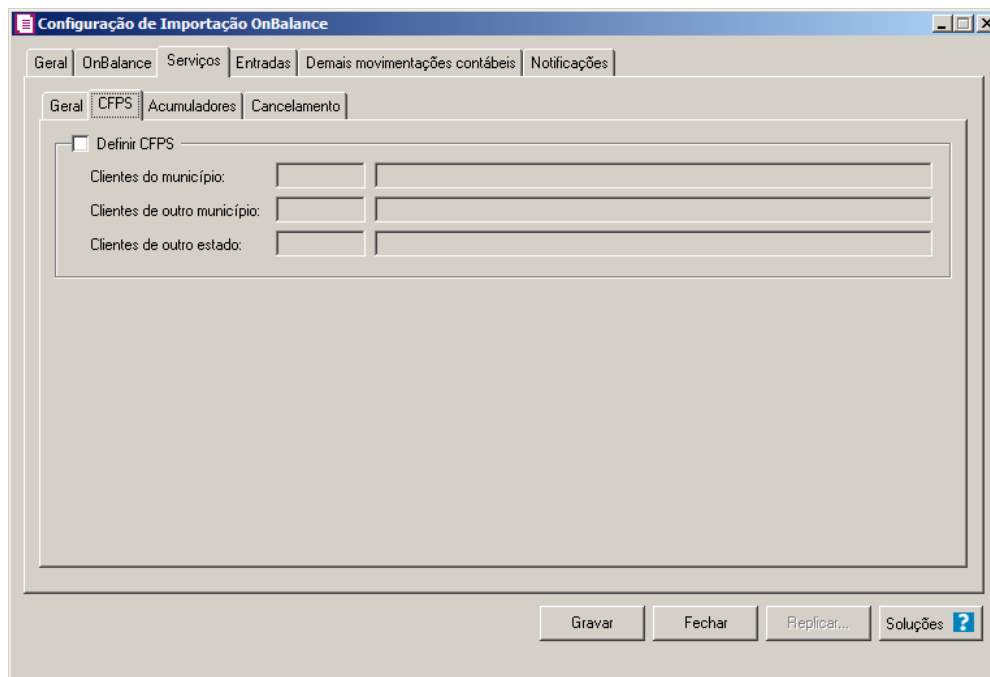 Configuração de Importação OnBalance
Geral OnBalance Serviços Entradas Demais movimentações contábeis Notificações
Geral CFPS Acumuladores Cancelamento
Definir CFPS
Clientes do município:
Clientes de outro município:
Clientes de outro estado:
Gravar Fechar Replicar... Soluções ?